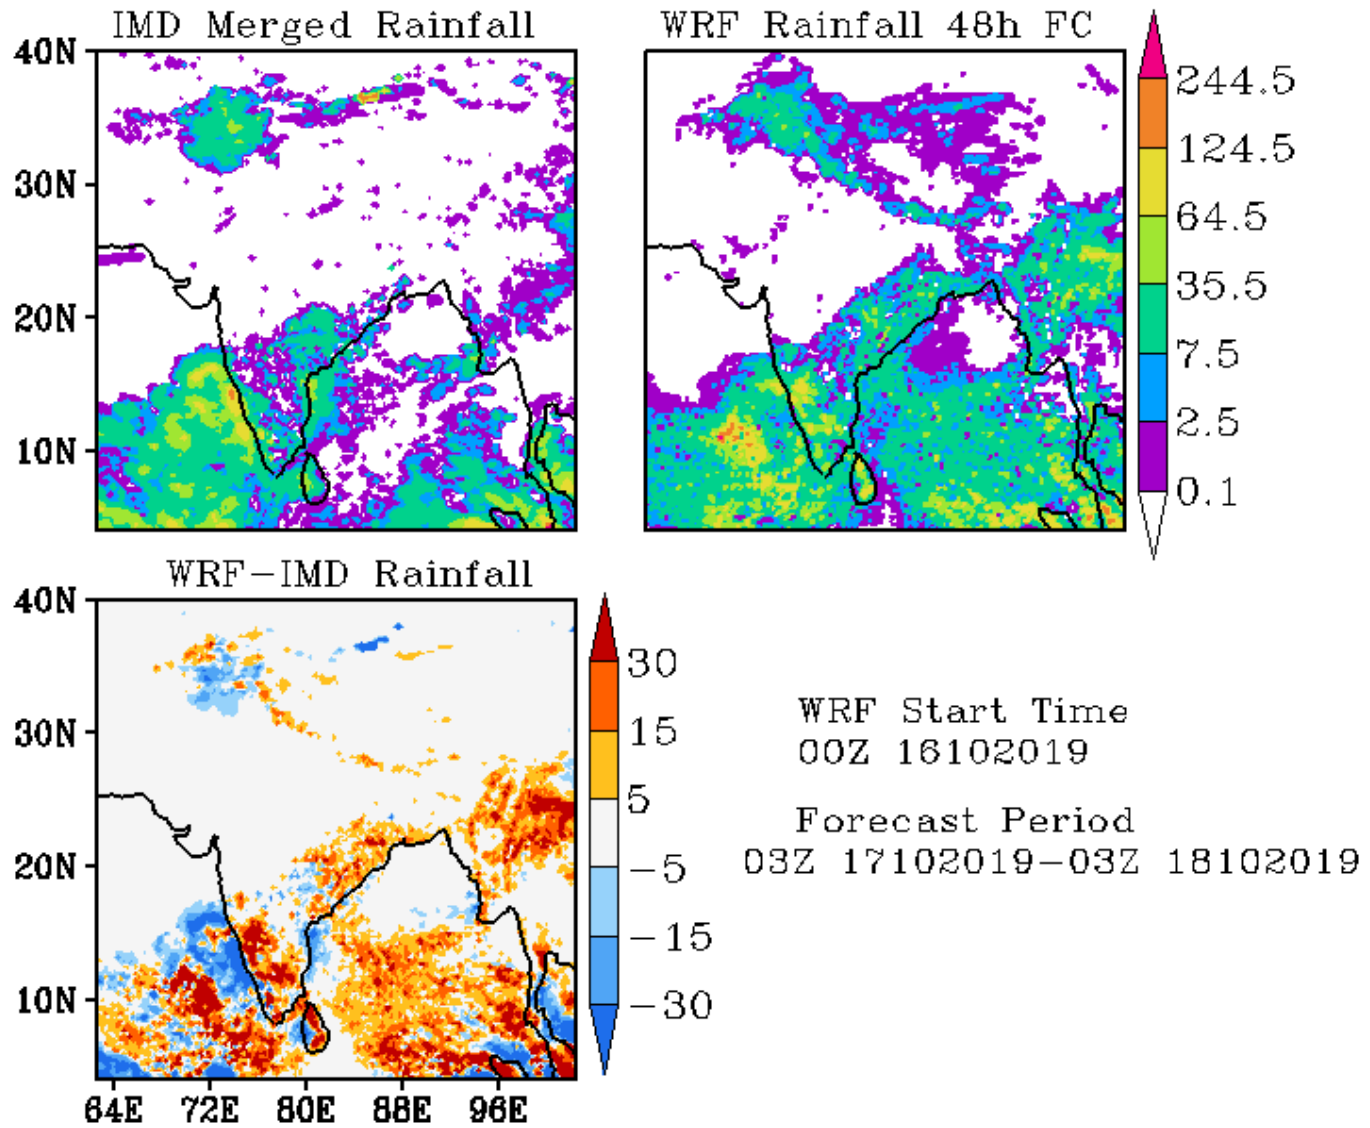 IMD Merged Rainfall
WRF Rainfall 48h FC
40N
30N
20N
10N
244.5
124.5
64.5
35.5
7.5
2.5
0.1
WRF-IMD Rainfall
40N
30N
20N
10N
64E 72E 80E 88E 96E
30
15
5
-5
-15
-30
WRF Start Time
00Z 16102019
Forecast Period
03Z 17102019-03Z 18102019